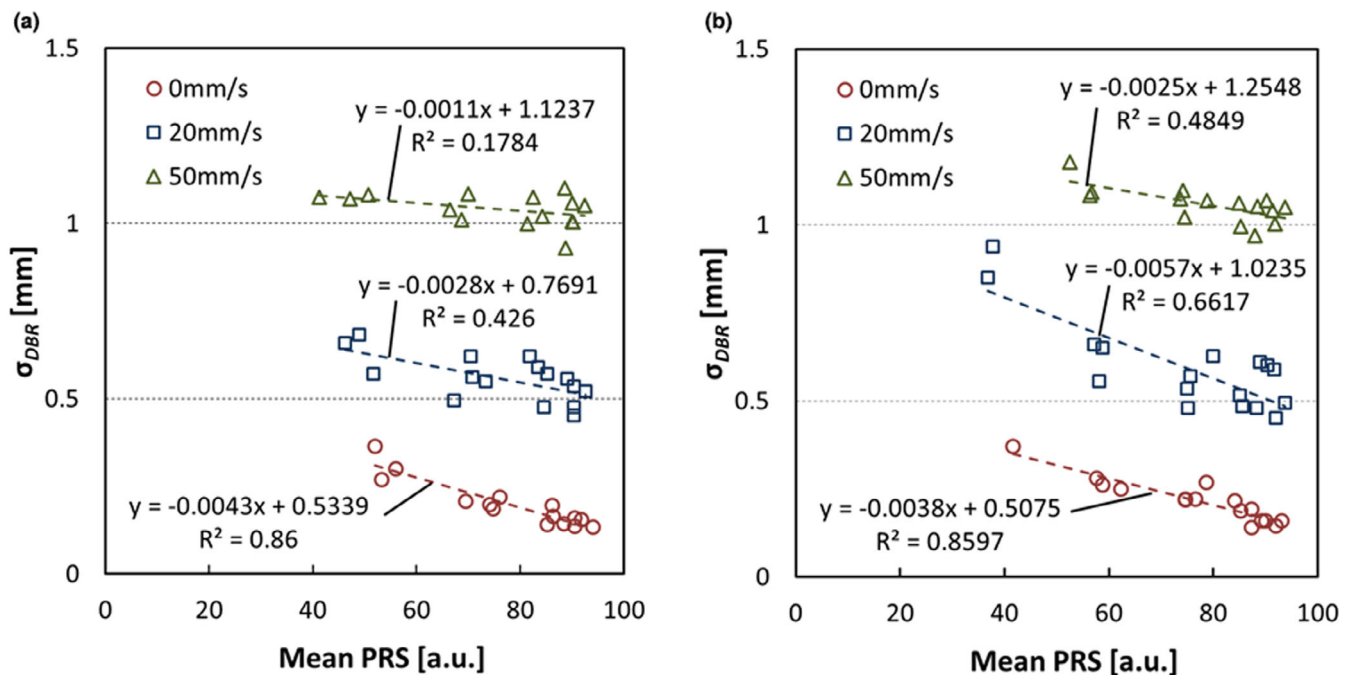 (a)
1.5
1
0.5
0
0
20
40
60
80
100
σDBR [mm]
Mean PRS [a.u.]
0mm/s
20mm/s
50mm/s
y = -0.0011x + 1.1237
R² = 0.1784
y = -0.0028x + 0.7691
R² = 0.426
y = -0.0043x + 0.5339
R² = 0.86
(b)
1.5
1
0.5
0
0
20
40
60
80
100
σDBR [mm]
Mean PRS [a.u.]
0mm/s
20mm/s
50mm/s
y = -0.0025x + 1.2548
R² = 0.4849
y = -0.0057x + 1.0235
R² = 0.6617
y = -0.0038x + 0.5075
R² = 0.8597